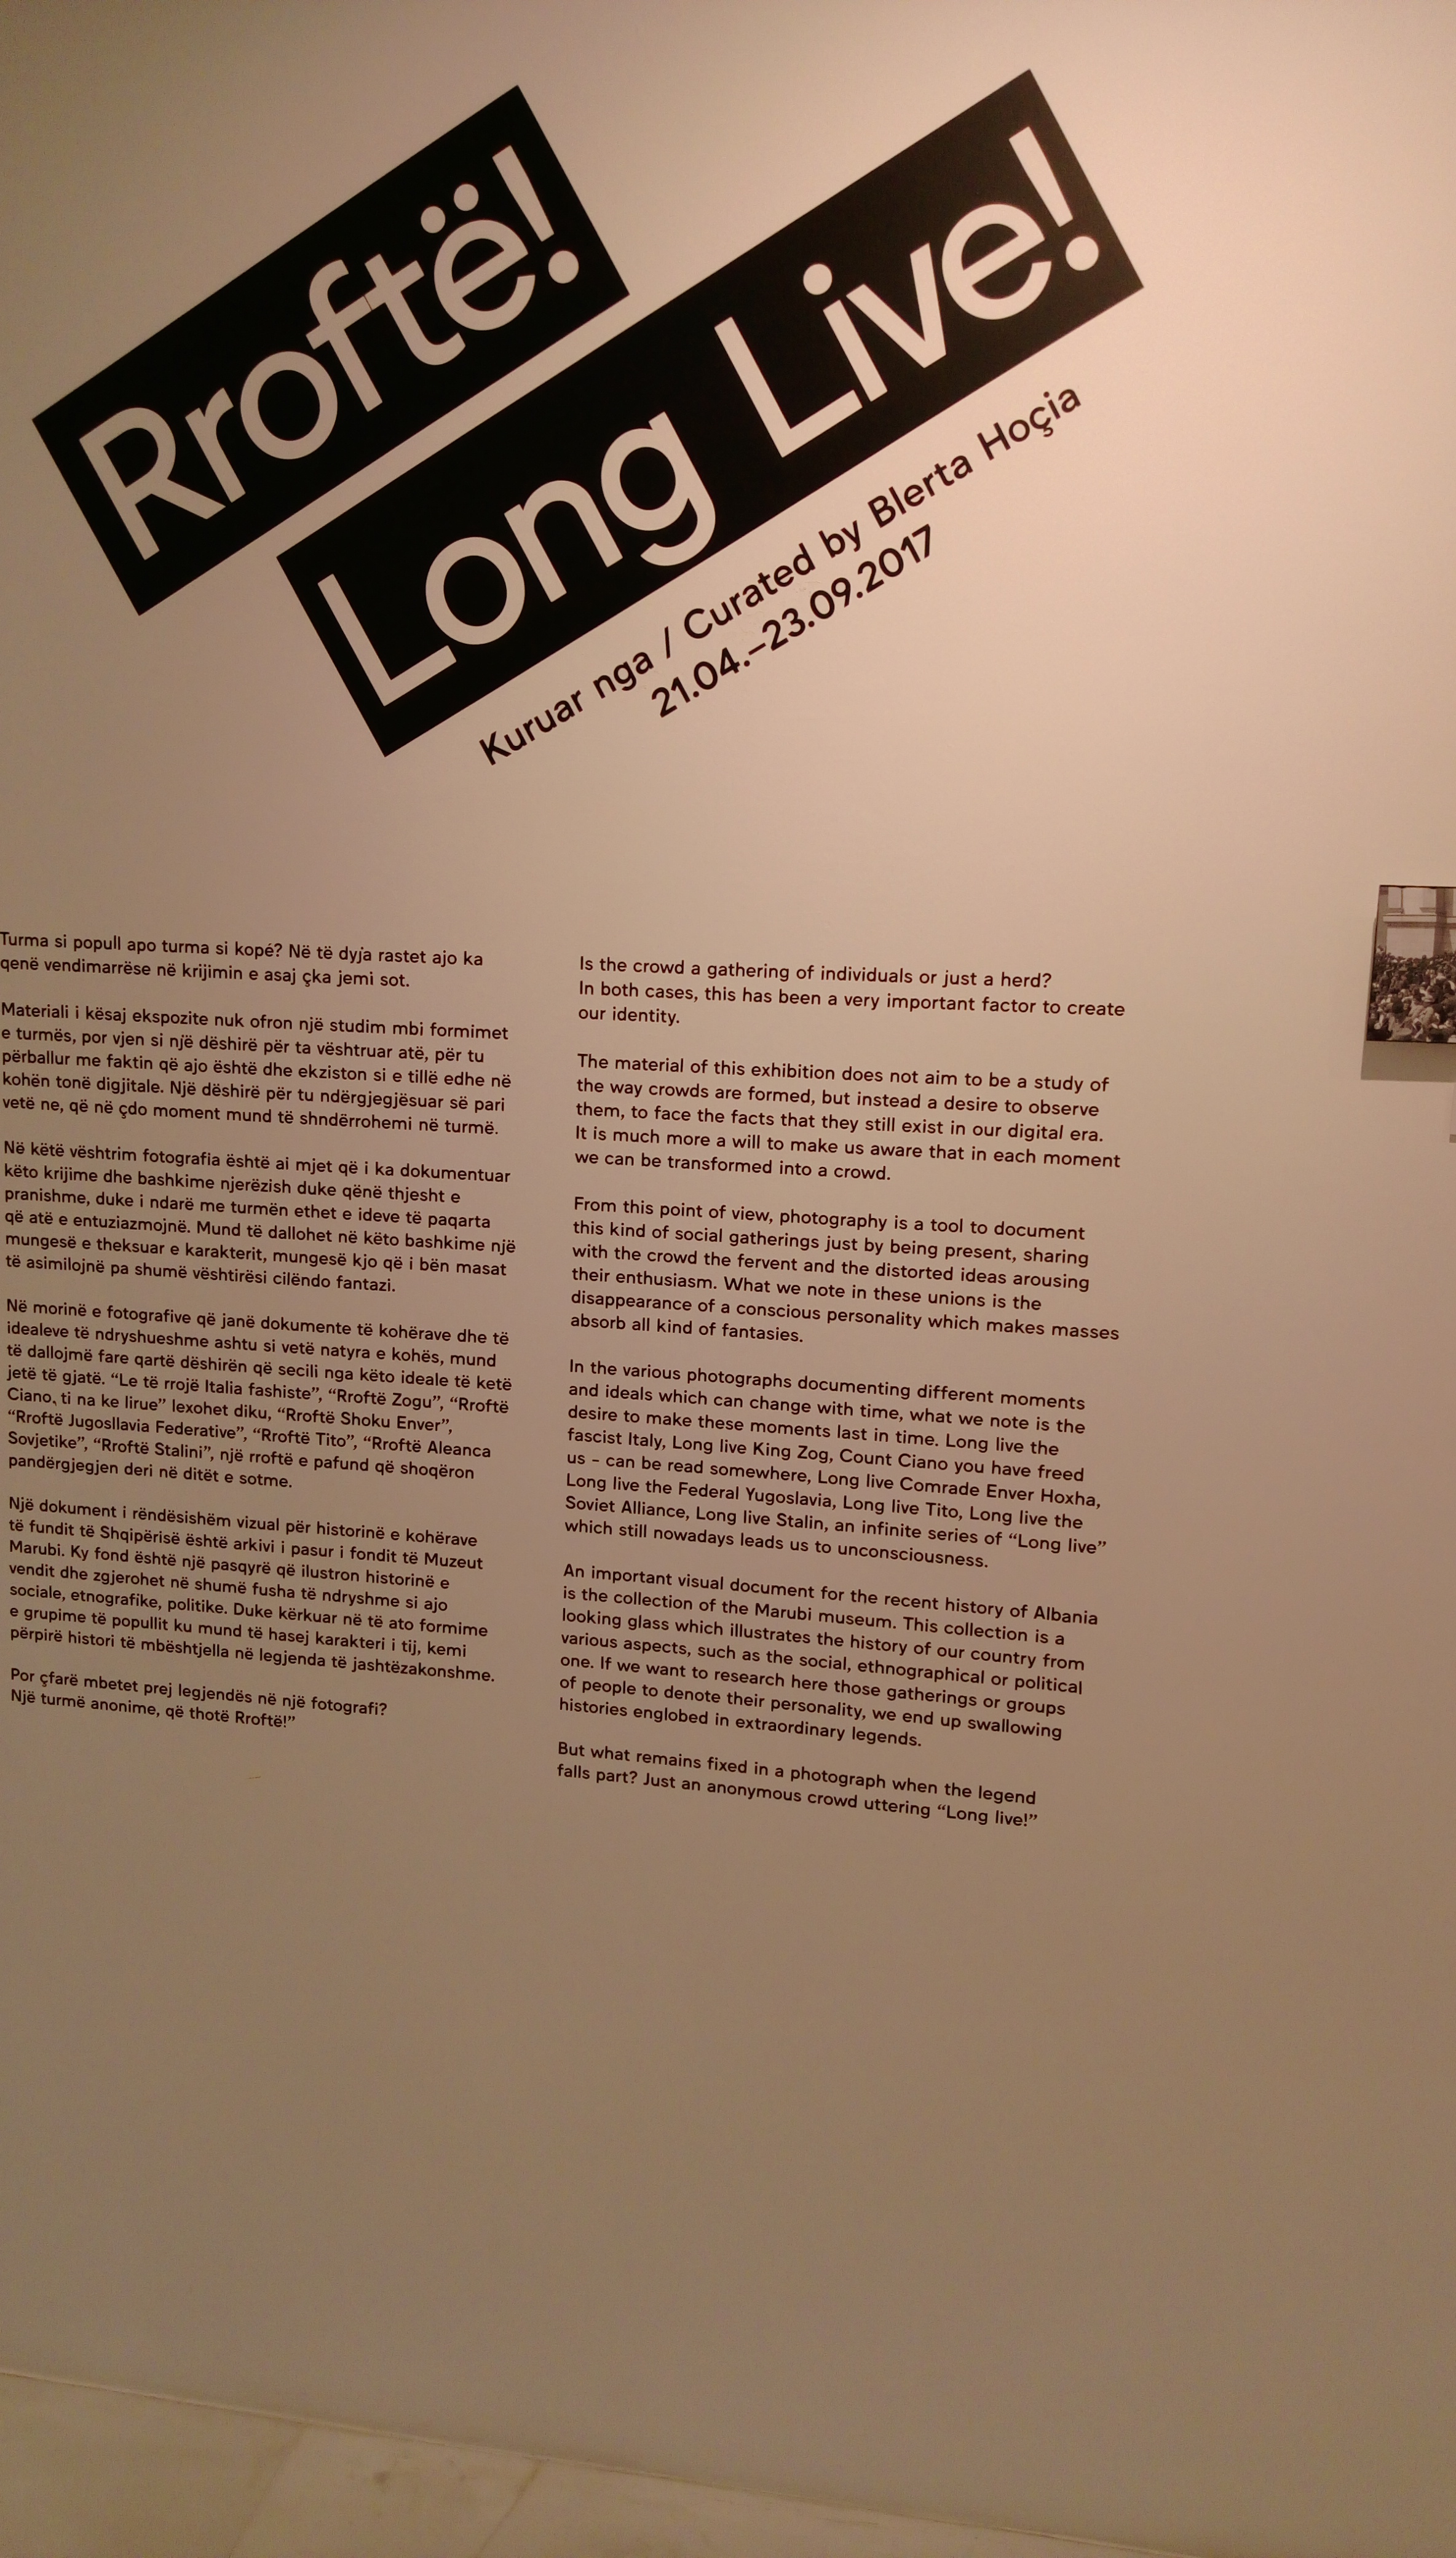 Rroftë!
Long Live!
Kuruar nga / Curated by Blerta Hoçia
21.04.–23.09.2017
Turma si popull apo turma si kopé? Në të dyja rastet ajo ka
qenë vendimarrëse në krijimin e asaj çka jemi sot.
Materiali i kësaj ekspozite nuk ofron një studim mbi formimet
e turmës, por vjen si një dëshirë për ta vështruar atë, për tu
përballur me faktin që ajo është dhe ekziston si e tillë edhe në
kohën tonë digjitale. Një dëshirë për tu ndërgjegjësuar së pari
vetë ne, që në çdo moment mund të shndërrohemi në turmë.
Në këtë vështrim fotografia është ai mjet që i ka dokumentuar
këto krijime dhe bashkime njerëzish duke qënë thjesht e
pranishme, duke i ndarë me turmën ethet e ideve të paqarta
që atë e entuziazmojnë. Mund të dallohet në këto bashkime një
mungesë e theksuar e karakterit, mungesë kjo që i bën masat
të asimilojnë pa shumë vështirësi cilëndo fantazi.
Në morinë e fotografive që janë dokumente të kohërave dhe të
idealeve të ndryshueshme ashtu si vetë natyra e kohës, mund
të dallojmë fare qartë dëshirën që secili nga këto ideale të ketë
jetë të gjatë. “Le të rrojë Italia fashiste”, “Rroftë Zogu”, “Rroftë
Ciano, ti na ke lirue” lexohet diku, “Rroftë Shoku Enver”,
“Rroftë Jugosllavia Federative”, “Rroftë Tito”, “Rroftë Aleanca
Sovjetike”, “Rroftë Stalini”, një rroftë e pafund që shoqëron
pandërgjegjen deri në ditët e sotme.
Një dokument i rëndësishëm vizual për historinë e kohërave
të fundit të Shqipërisë është arkivi i pasur i fondit të Muzeut
Marubi. Ky fond është një pasqyrë që ilustron historinë e
vendit dhe zgjerohet në shumë fusha të ndryshme si ajo
sociale, etnografike, politike. Duke kërkuar në të ato formime
e grupime të popullit ku mund të hasej karakteri i tij, kemi
përpirë histori të mbështjella në legjenda të jashtëzakonshme.
Por çfarë mbetet prej legjendës në një fotografi?
Një turmë anonime, që thotë Rroftë!”
Is the crowd a gathering of individuals or just a herd?
In both cases, this has been a very important factor to create
our identity.
The material of this exhibition does not aim to be a study of
the way crowds are formed, but instead a desire to observe
them, to face the facts that they still exist in our digital era.
It is much more a will to make us aware that in each moment
we can be transformed into a crowd.
From this point of view, photography is a tool to document
this kind of social gatherings just by being present, sharing
with the crowd the fervent and the distorted ideas arousing
their enthusiasm. What we note in these unions is the
disappearance of a conscious personality which makes masses
absorb all kind of fantasies.
In the various photographs documenting different moments
and ideals which can change with time, what we note is the
desire to make these moments last in time. Long live the
fascist Italy, Long live King Zog, Count Ciano you have freed
us – can be read somewhere, Long live Comrade Enver Hoxha,
Long live the Federal Yugoslavia, Long live Tito, Long live the
Soviet Alliance, Long live Stalin, an infinite series of “Long live”
which still nowadays leads us to unconsciousness.
An important visual document for the recent history of Albania
is the collection of the Marubi museum. This collection is a
looking glass which illustrates the history of our country from
various aspects, such as the social, ethnographical or political
one. If we want to research here those gatherings or groups
of people to denote their personality, we end up swallowing
histories englobed in extraordinary legends.
But what remains fixed in a photograph when the legend
falls part? Just an anonymous crowd uttering “Long live!”